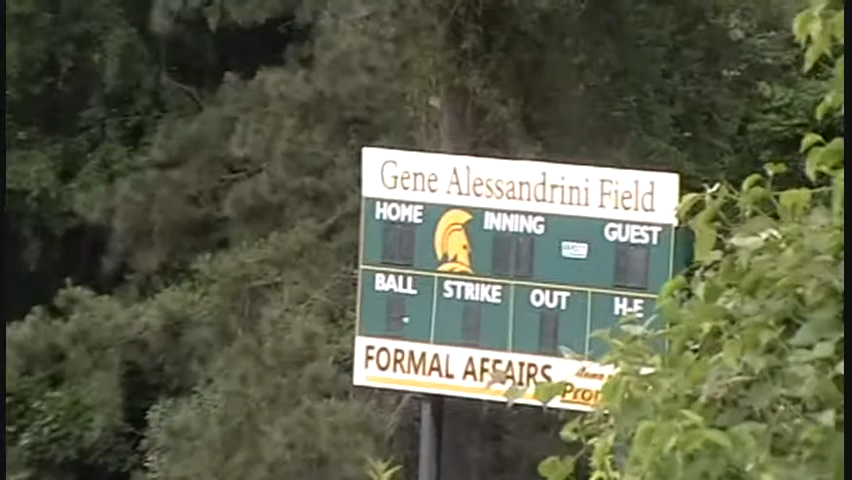 Gene Alessandrini Field
HOME INNING GUEST
BALL STRIKE OUT H-E
FORMAL AFFAIRS